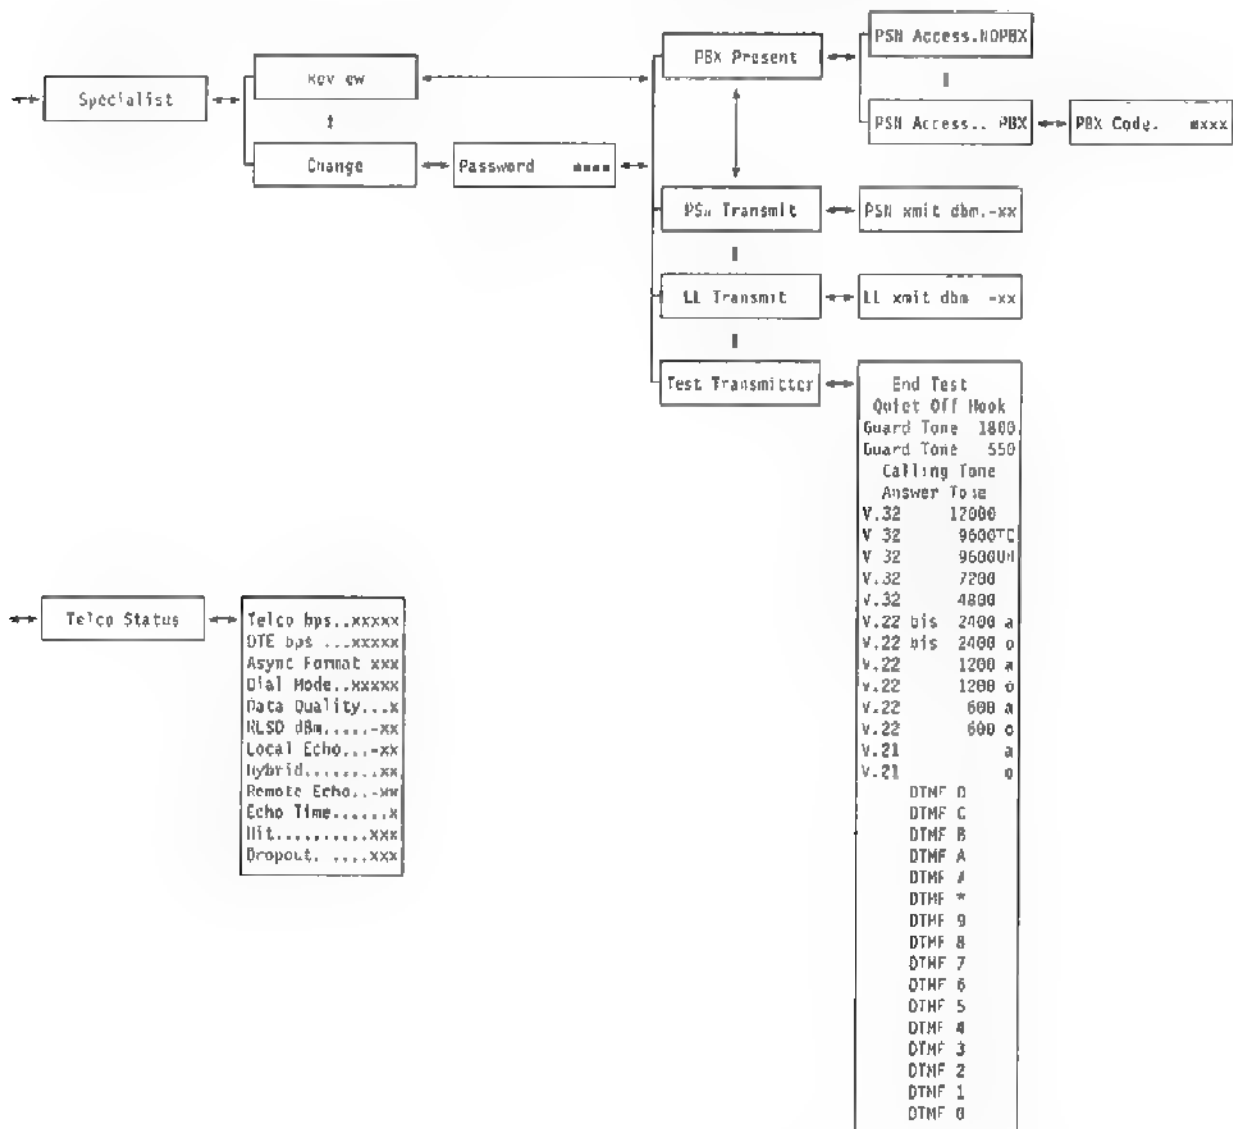 PSN Access.NOPBX
PBX Present
Review
Specialist
PSN Access.. PBX
PBX Code. xxx
Change
Password
PSN Transmit
PSN xmit dbm.-xx
LL Transmit
LL xmit dbm -xx
Test Transmitter
End Test
Quiet Off Hook
Guard Tone 1800
Guard Tone 550
Calling Tone
Answer Tone
V.32 12000
V 32 9600TC
V 32 9600UN
V.32 7200
V.32 4800
V.22 bis 2400 a
V.22 bis 2400 o
V.22 1200 a
V.22 1200 o
V.22 600 a
V.22 600 o
V.21 a
V.21 o
DTMF D
DTMF C
DTMF B
DTMF A
DTMF #
DTMF *
DTMF 9
DTMF 8
DTMF 7
DTMF 6
DTMF 5
DTMF 4
DTMF 3
DTMF 2
DTMF 1
DTMF 0
Telco Status
Telco bps..xxxxx
DTE bps ...xxxxx
Async Format xxx
Dial Mode..xxxxx
Data Quality...x
RLSD dBm.....-xx
Local Echo...-xx
Hybrid........xx
Remote Echo..-xx
Echo Time......x
Hit..........xxx
Dropout. ....xxx